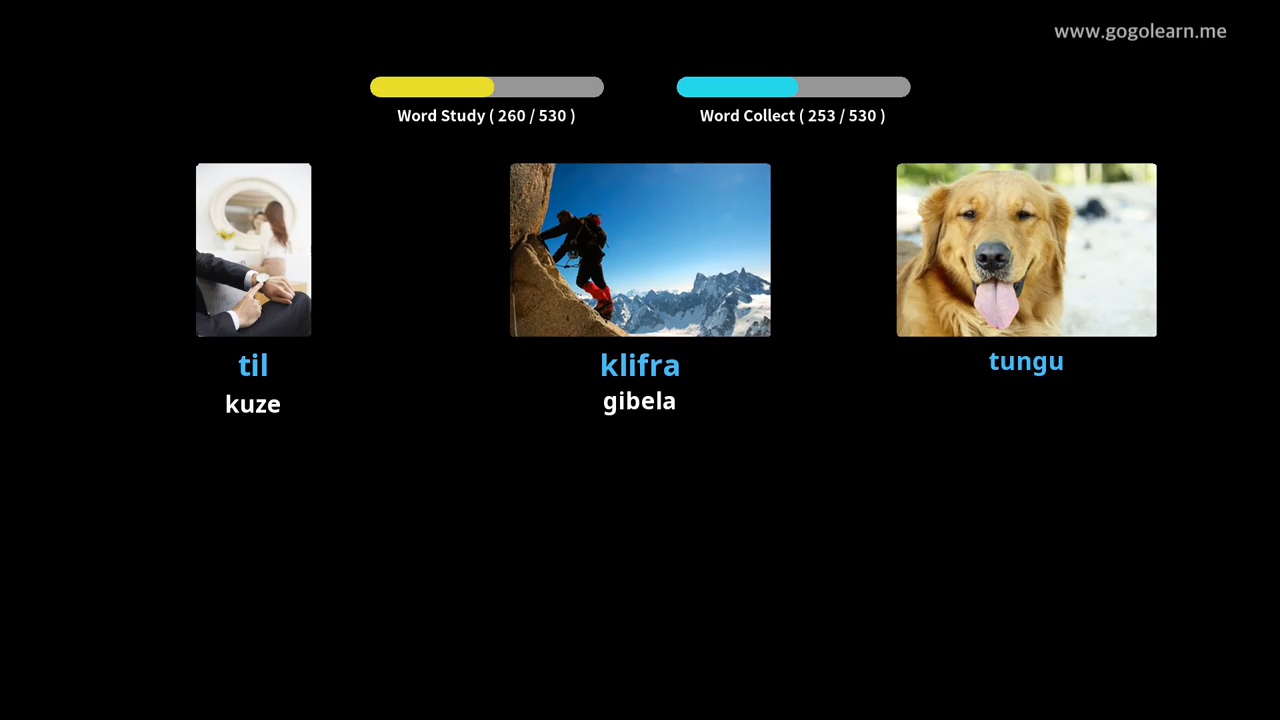 www.gogolearn.me
Word Study ( 260 / 530 )
Word Collect ( 253 / 530 )
til
kuze
klifra
gibela
tungu